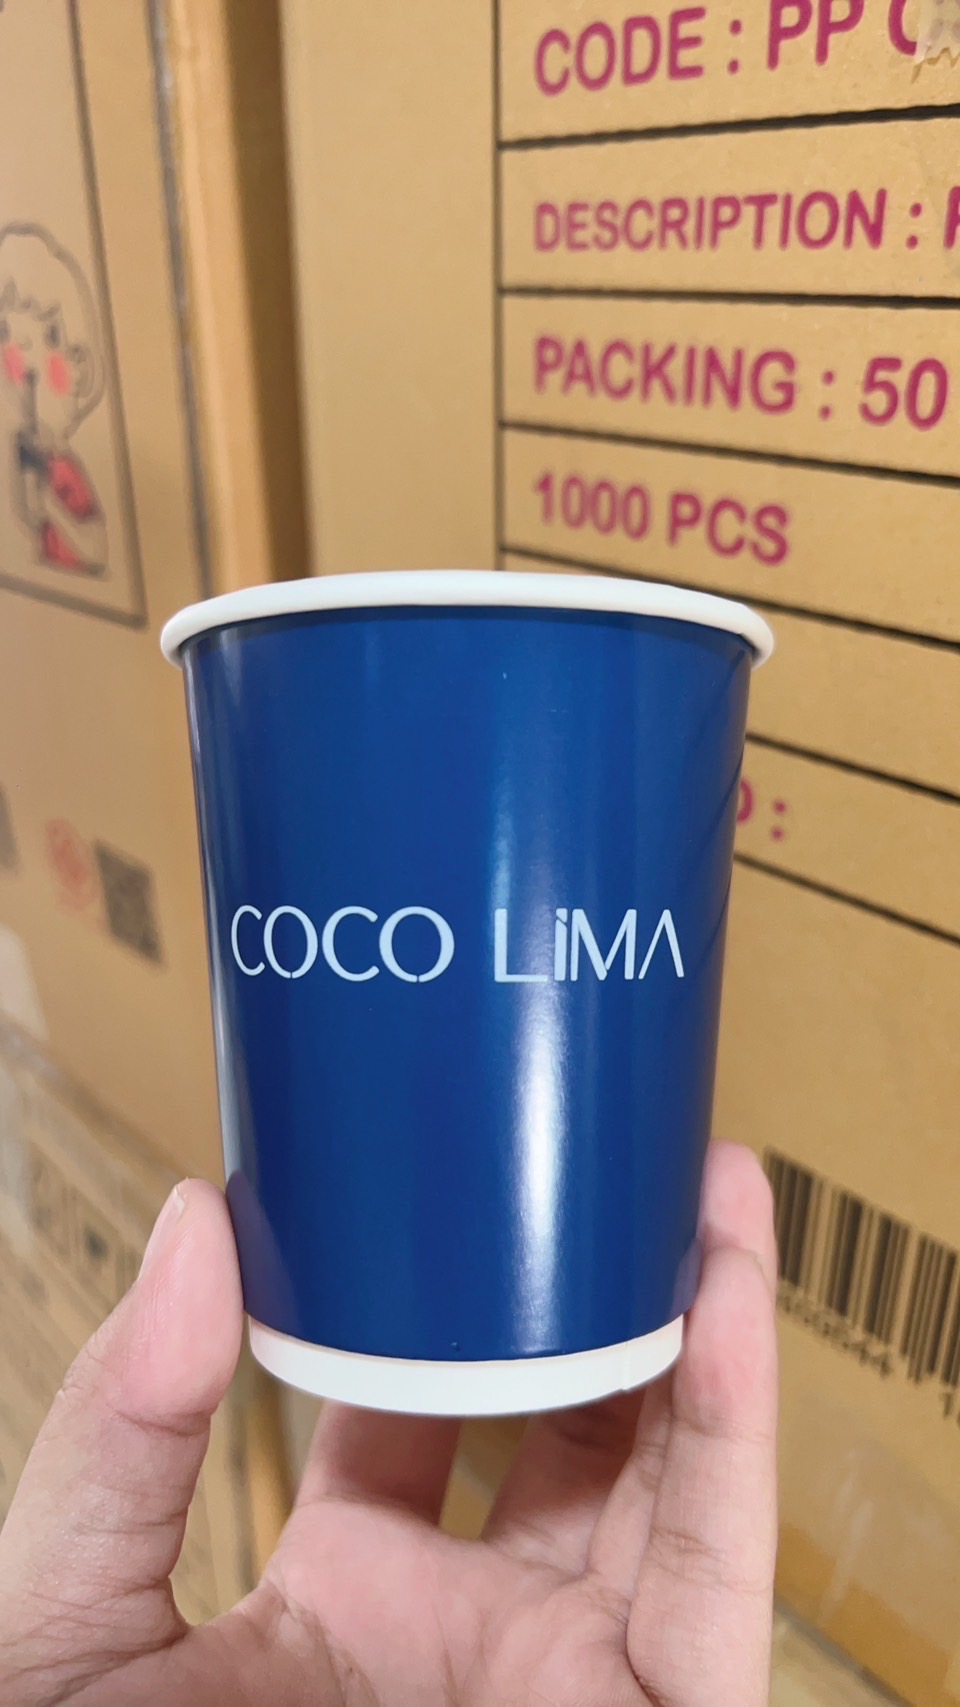 CODE : PP
DESCRIPTION :
PACKING : 50
1000 PCS
COCO LiMA